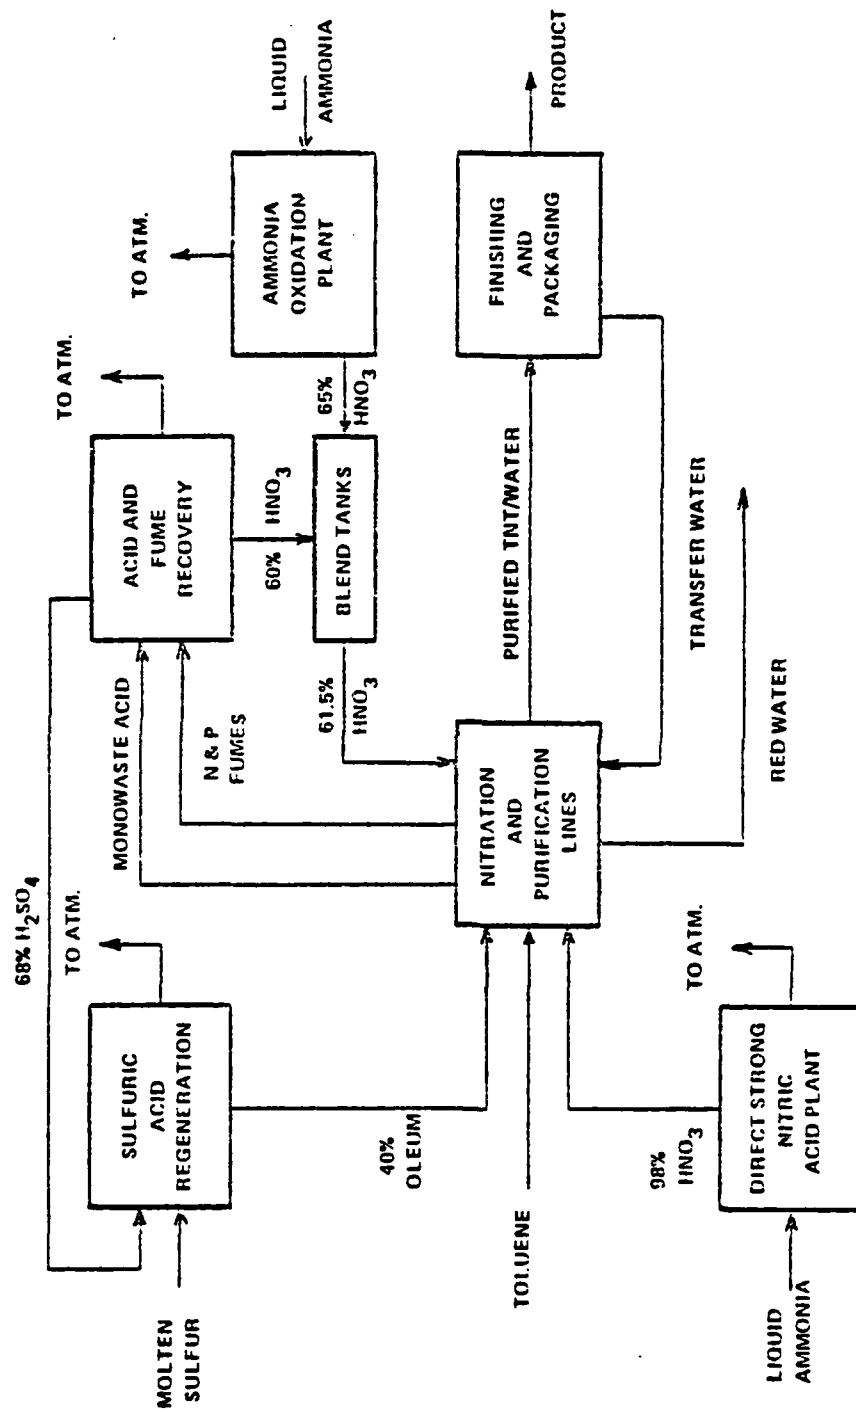 68% H2SO4
MOLTEN
SULFUR
SULFURIC
ACID
REGENERATION
TO ATM.
MONOWASTE ACID
N & P
FUMES
ACID AND
FUME
RECOVERY
TO ATM.
60% HNO3
40%
OLEUM
61.5%
HNO3
BLEND TANKS
65%
HNO3
AMMONIA
OXIDATION
PLANT
TO ATM.
LIQUID
AMMONIA
TOLUENE
NITRATION
AND
PURIFICATION
LINES
PURIFIED TNT/WATER
FINISHING
AND
PACKAGING
PRODUCT
TRANSFER WATER
RED WATER
98%
HNO3
TO ATM.
LIQUID
AMMONIA
DIRECT STRONG
NITRIC
ACID PLANT